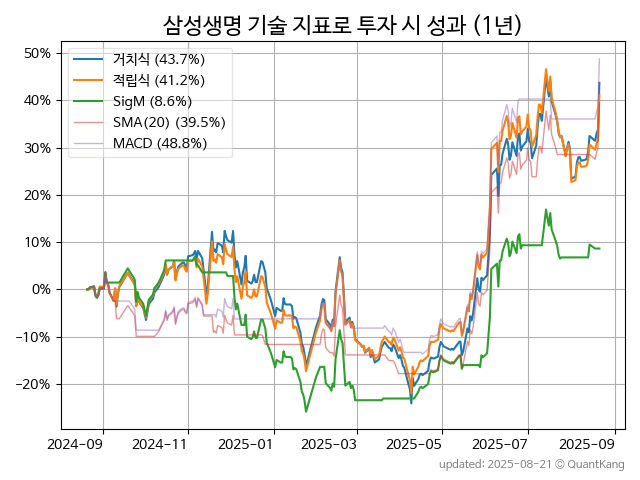 삼성생명 기술 지표로 투자 시 성과 (1년)
거치식 (43.7%)
적립식 (41.2%)
SigM (8.6%)
SMA(20) (39.5%)
MACD (48.8%)
50%
40%
30%
20%
10%
0%
−10%
−20%
2024-09 2024-11 2025-01 2025-03 2025-05 2025-07 2025-09
updated: 2025-08-21 © QuantKang